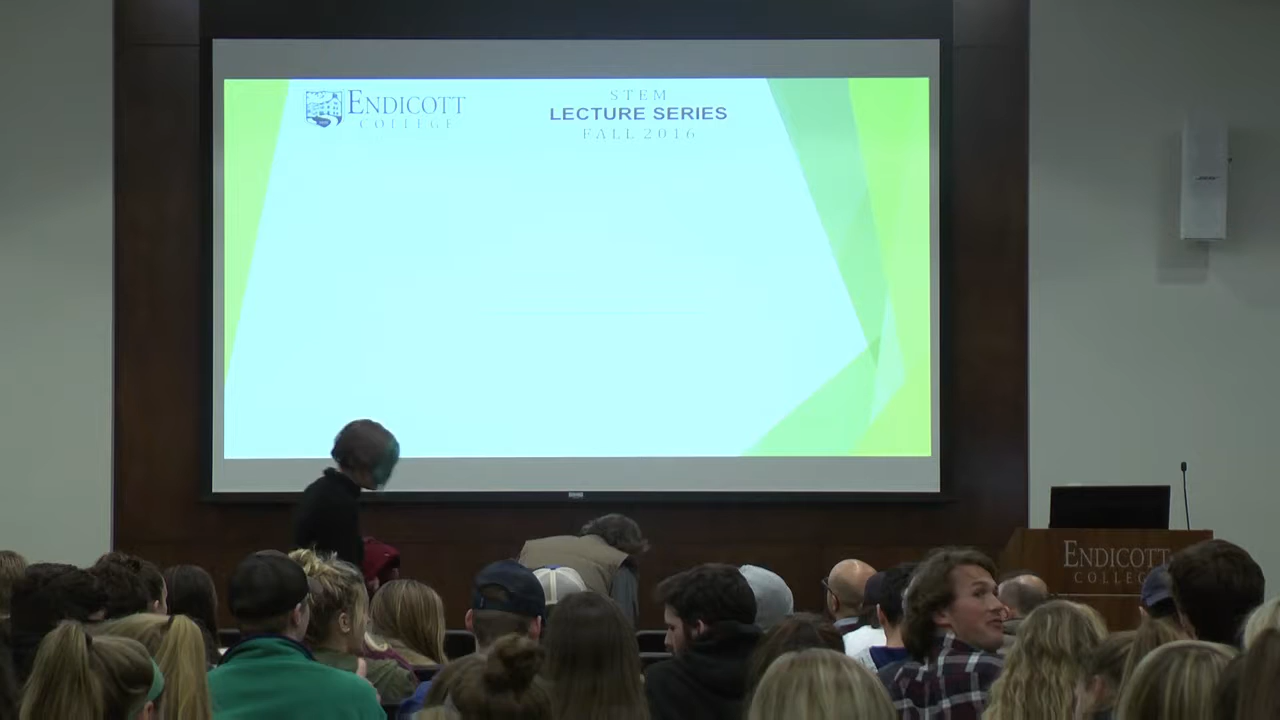 ENDICOTT
COLLEGE
STEM
LECTURE SERIES
FALL 2016
ENDICOTT
COLLEGE